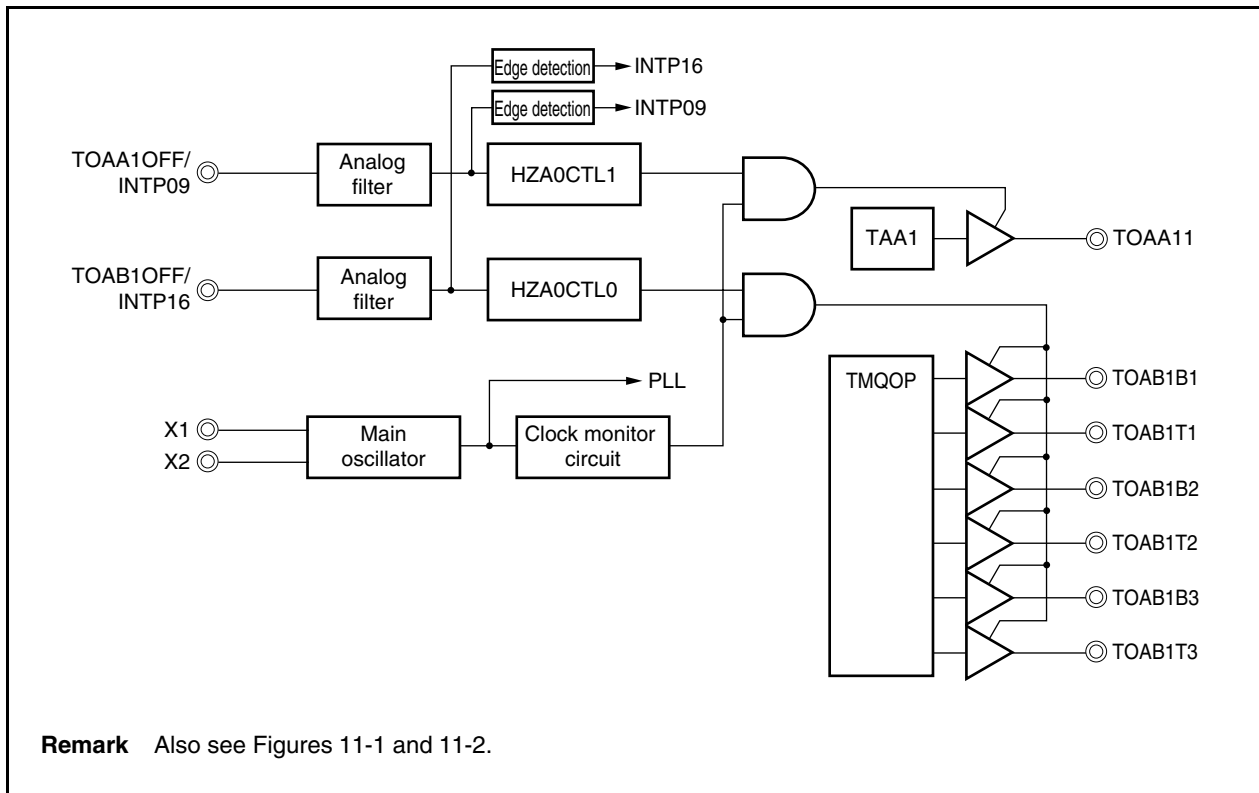 Edge detection
INTP16
Edge detection
INTP09
TOAA1OFF/
INTP09
Analog
filter
HZA0CTL1
TAA1
TOAA11
TOAB1OFF/
INTP16
Analog
filter
HZA0CTL0
PLL
TMQOP
TOAB1B1
X1
X2
Main
oscillator
Clock monitor
circuit
TOAB1T1
TOAB1B2
TOAB1T2
TOAB1B3
TOAB1T3
Remark Also see Figures 11-1 and 11-2.